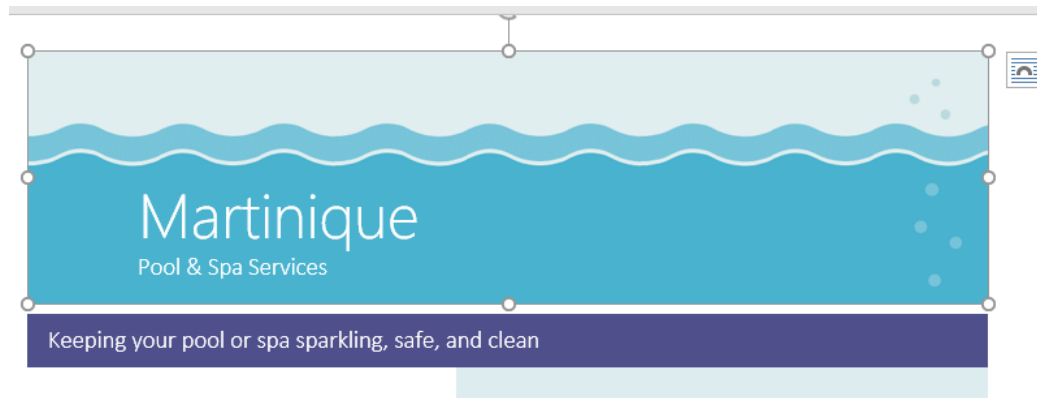 Martinique
Pool & Spa Services
Keeping your pool or spa sparkling, safe, and clean